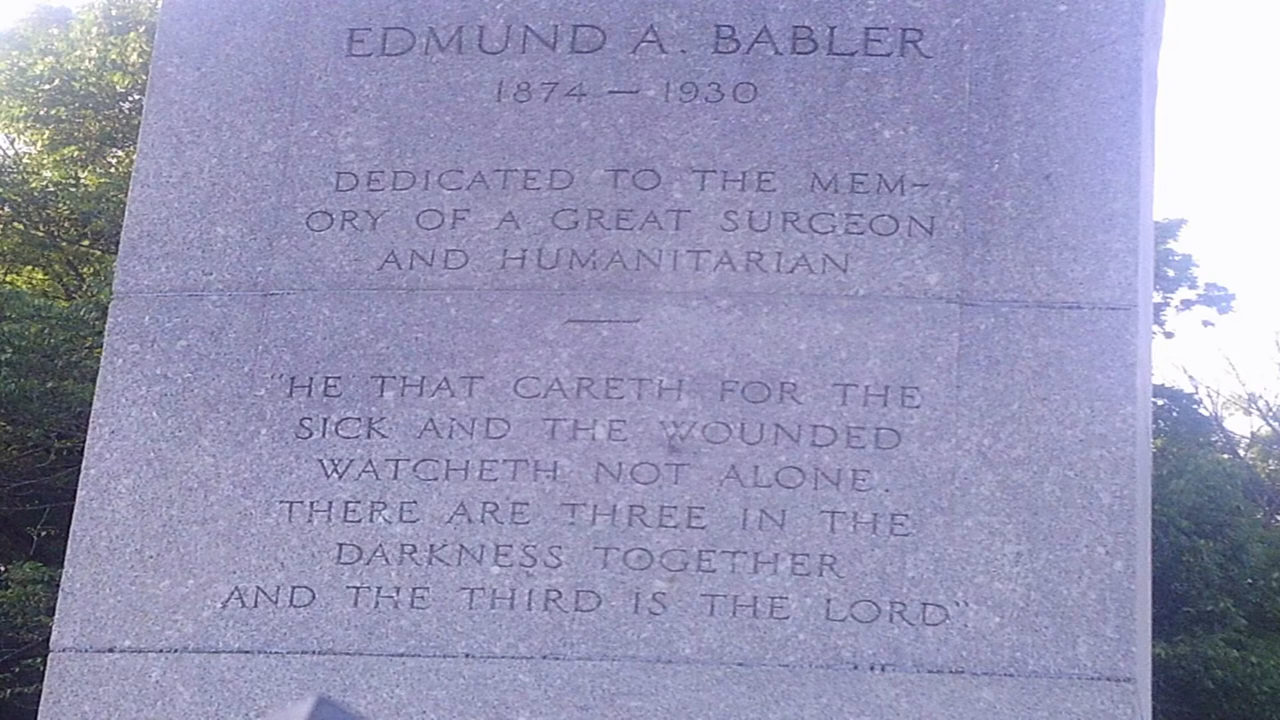 EDMUND A. BABLER
1874 — 1930
DEDICATED TO THE MEM-
ORY OF A GREAT SURGEON
AND HUMANITARIAN
"HE THAT CARETH FOR THE
SICK AND THE WOUNDED
WATCHETH NOT ALONE.
THERE ARE THREE IN THE
DARKNESS TOGETHER
AND THE THIRD IS THE LORD".